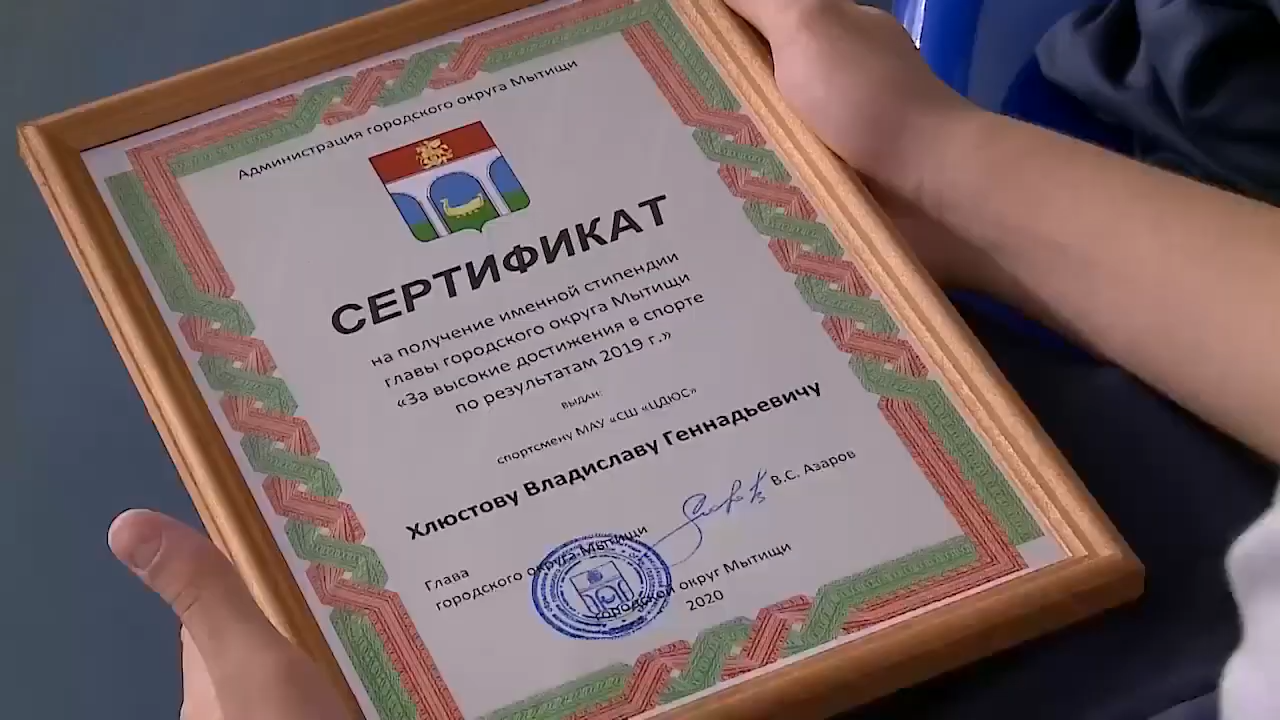 Администрация городского округа Мытищи
СЕРТИФИКАТ
на получение именной стипендии
главы городского округа Мытищи
«За высокие достижения в спорте
по результатам 2019 г.»
выдан:
спортсмену МАУ «СШ «ЦДЮС»
Хлюстову Владиславу Геннадьевичу
Глава
городского округа Мытищи
В.С. Азаров
городской округ Мытищи
2020